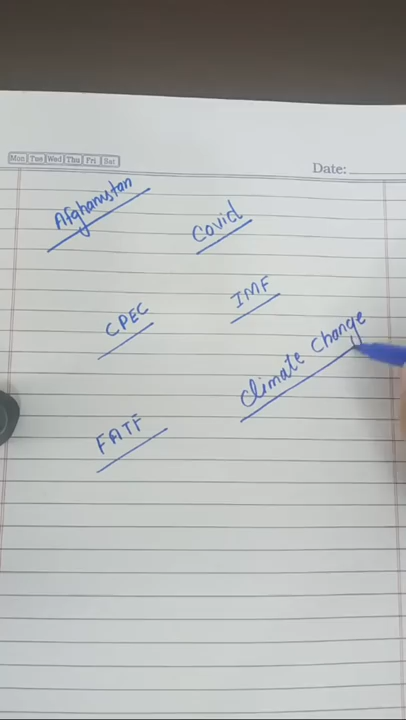 Mon Tue Wed Thu Fri Sat
Date:
Afghanistan
Covid
CPEC
IMF
Climate Change
FATF